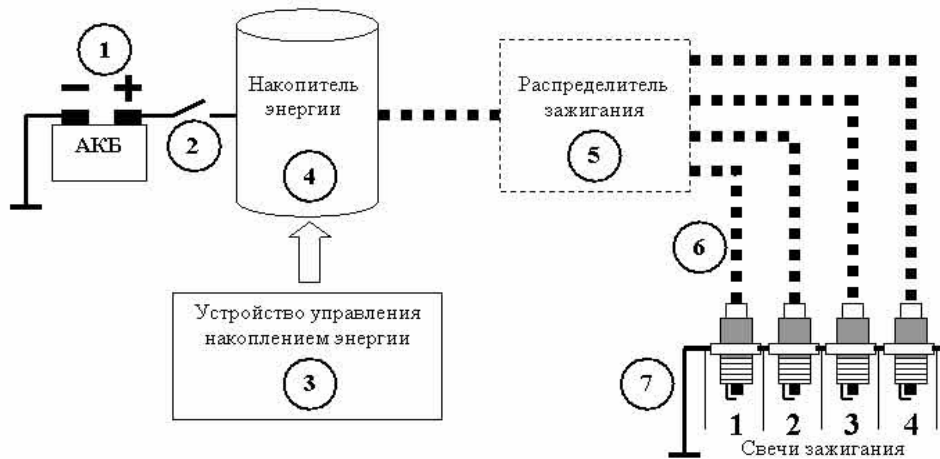 1
− +
АКБ
2
Накопитель
энергии
4
Распределитель
зажигания
5
6
Устройство управления
накоплением энергии
3
7
1 2 3 4
Свечи зажигания